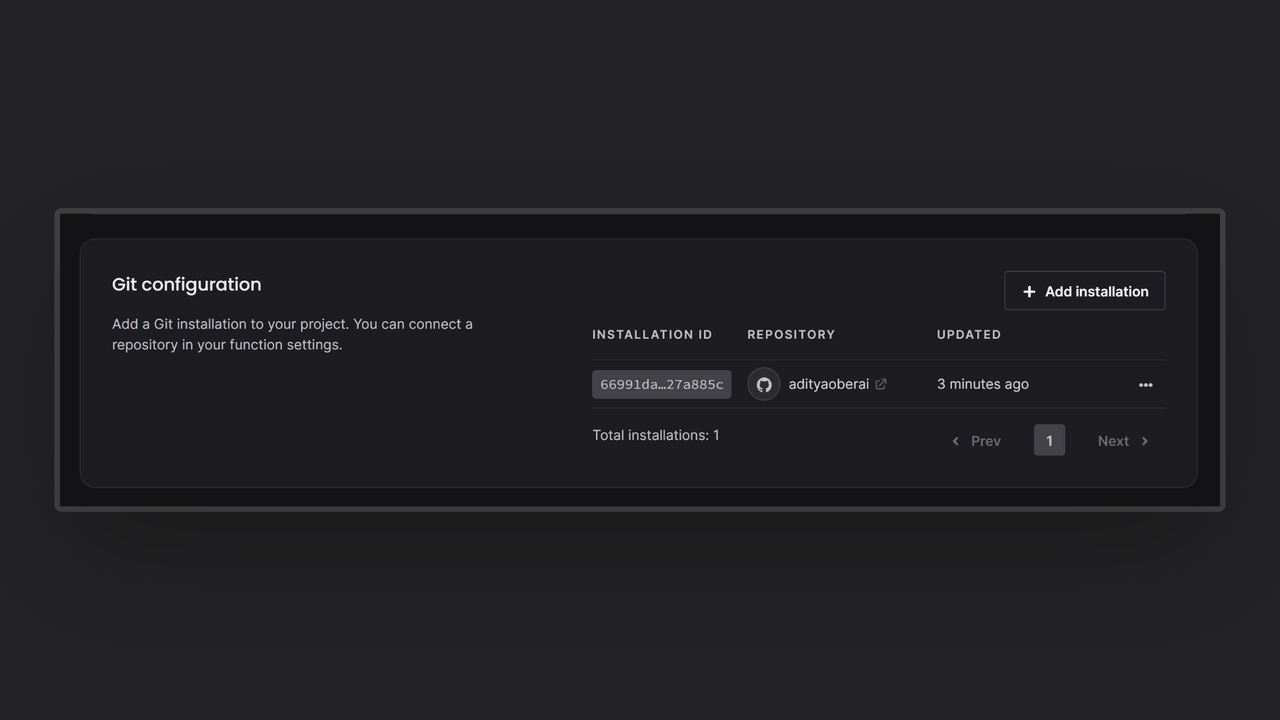 Git configuration
Add a Git installation to your project. You can connect a
repository in your function settings.
Add installation
INSTALLATION ID REPOSITORY UPDATED
66991da…27a885c adityaoberai 3 minutes ago
Total installations: 1
Prev 1 Next